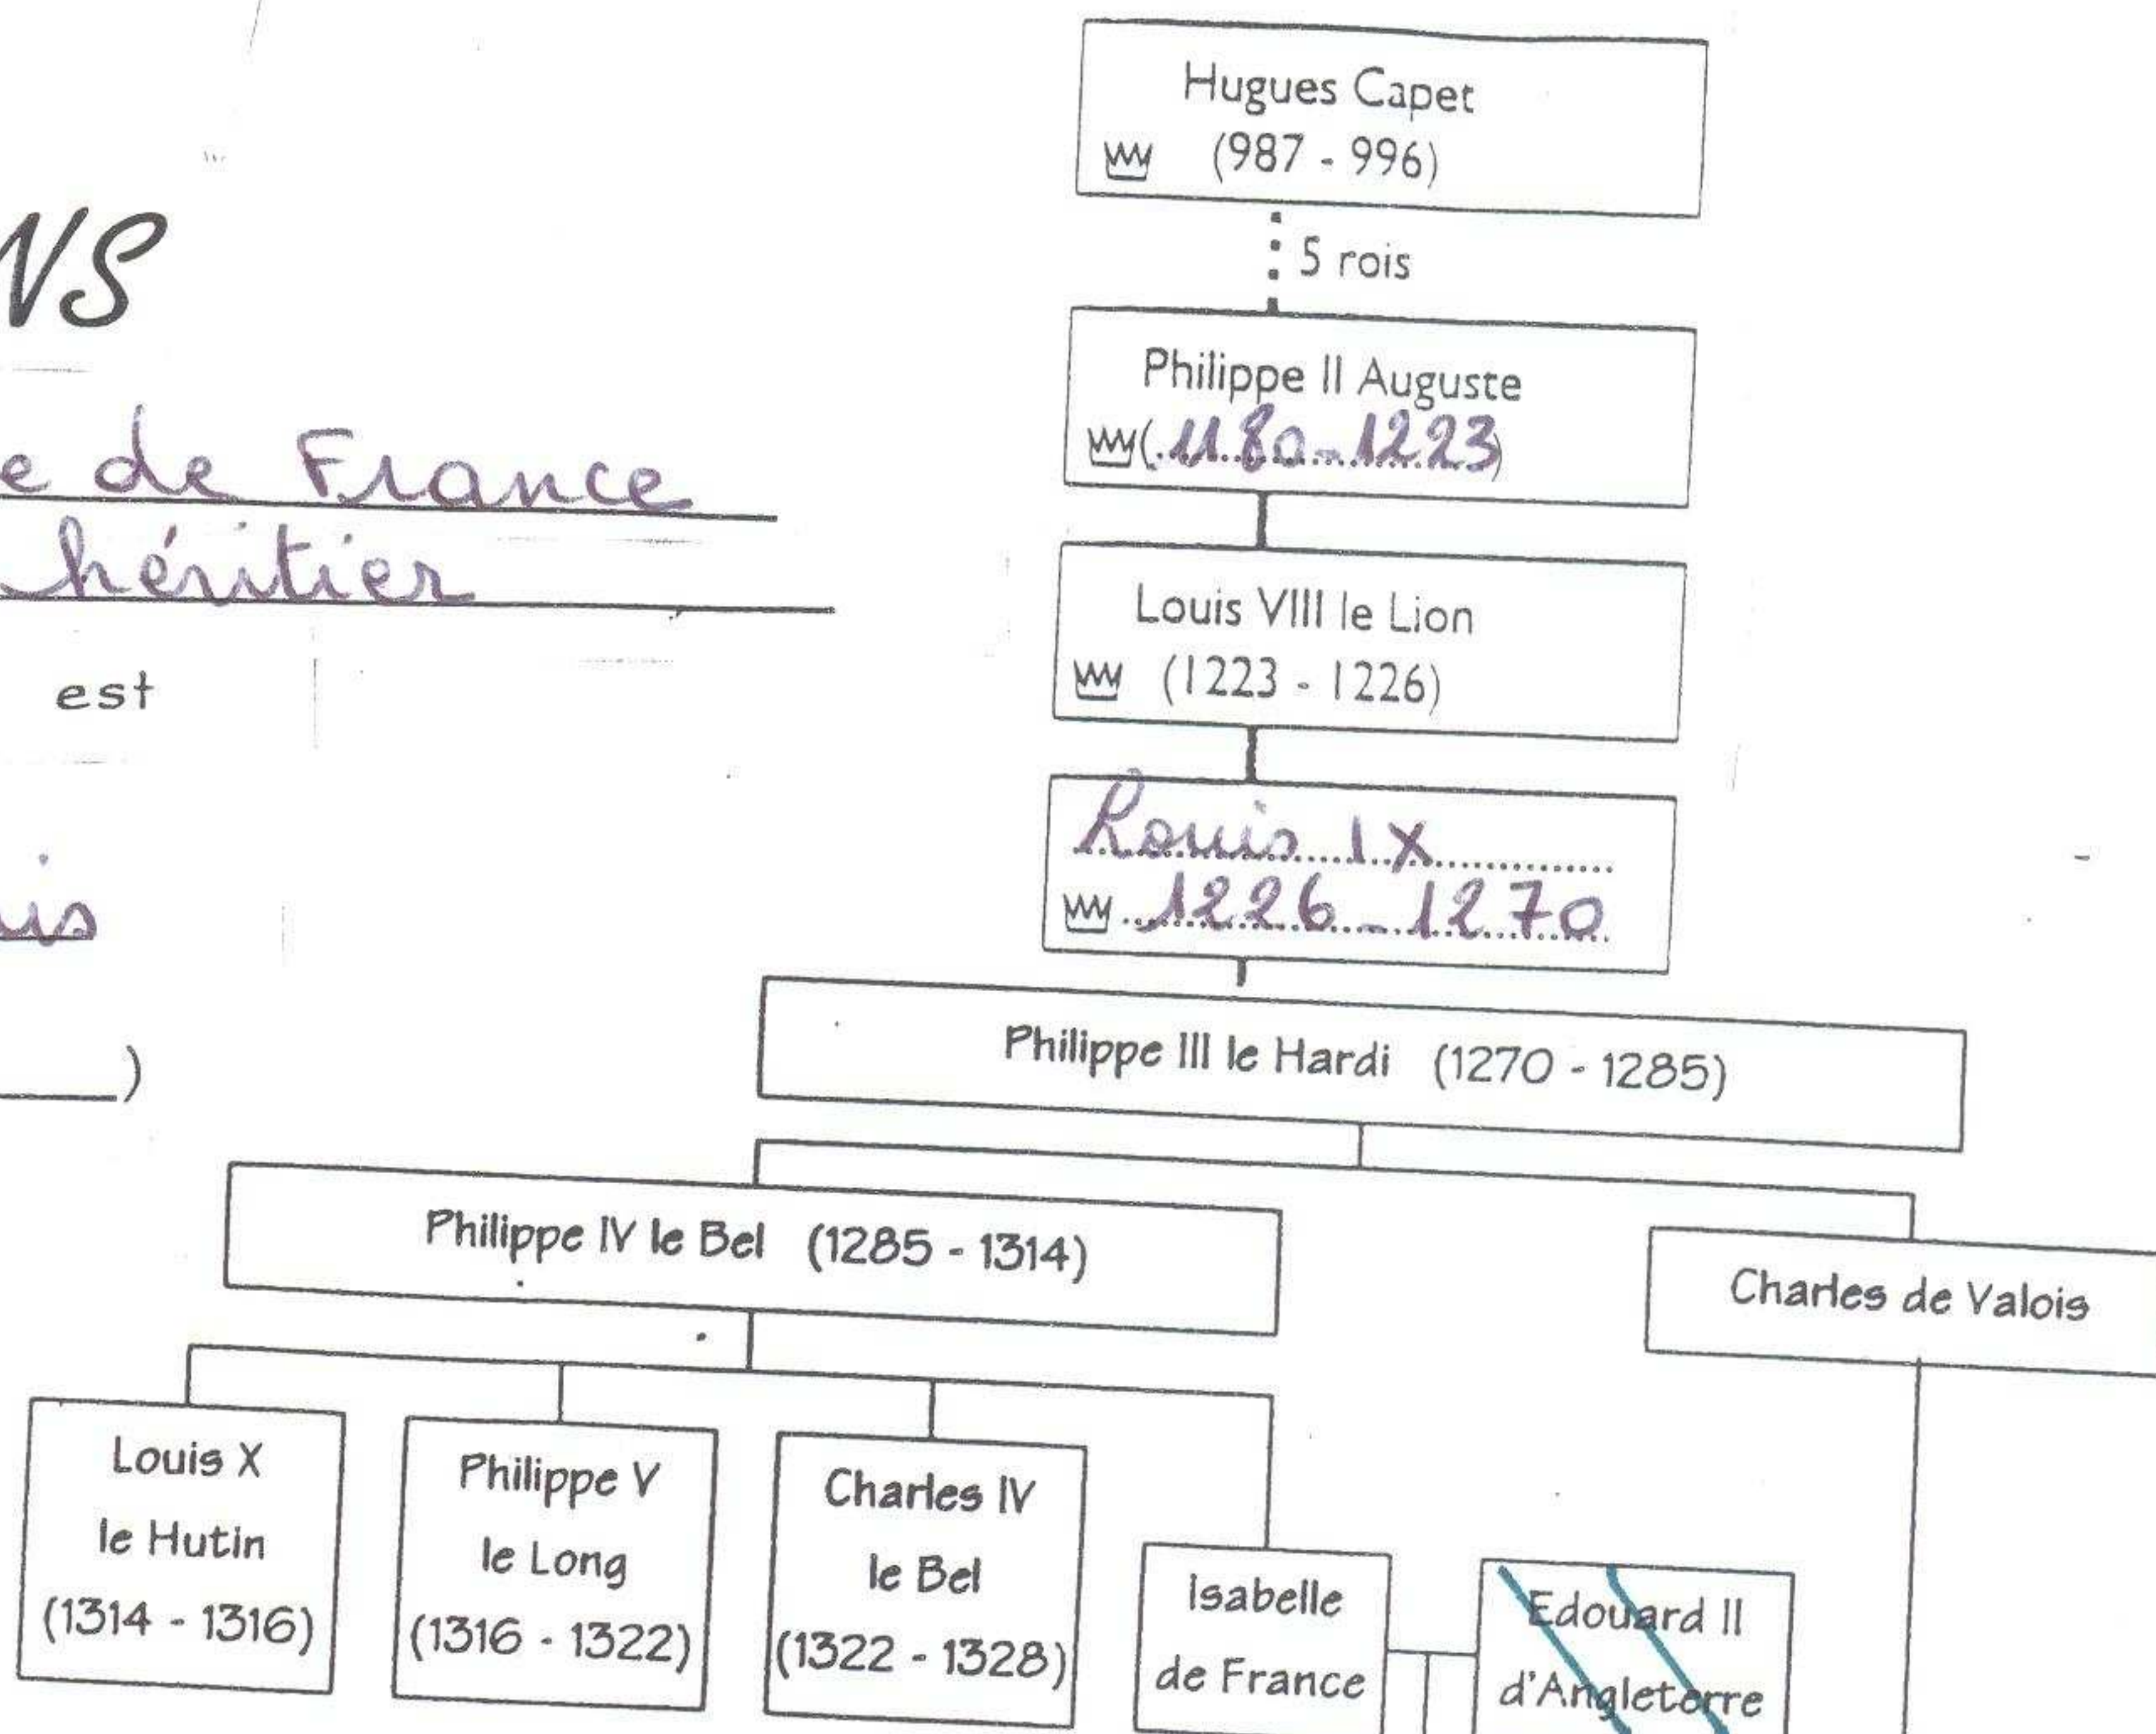 NS
e de France
héritier
est
is
)
Hugues Capet
(987 - 996)
5 rois
Philippe II Auguste
(1180-1223)
Louis VIII le Lion
(1223 - 1226)
Louis IX
1226-1270
Philippe III le Hardi (1270 - 1285)
Philippe IV le Bel (1285 - 1314)
Charles de Valois
Louis X
le Hutin
(1314 - 1316)
Philippe V
le Long
(1316 - 1322)
Charles IV
le Bel
(1322 - 1328)
Isabelle
de France
Edouard II
d'Angleterre